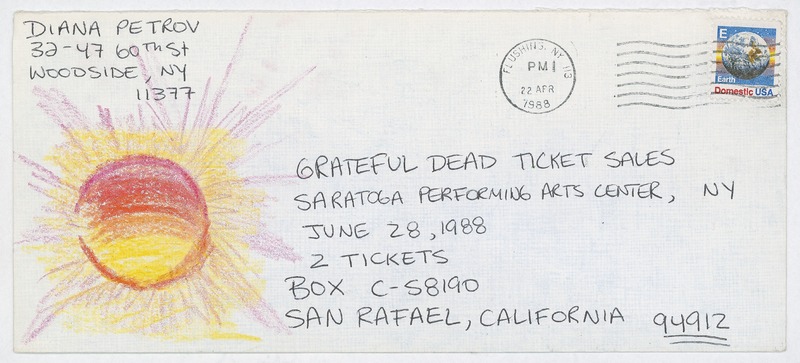 DIANA PETROV
32-47 60TH St
WOODSIDE, NY
11377
FLUSHING, NY 113
PM
22 APR
1988
E
Earth
Domestic USA
GRATEFUL DEAD TICKET SALES
SARATOGA PERFORMING ARTS CENTER, NY
JUNE 28, 1988
2 TICKETS
BOX C-S8190
SAN RAFAEL, CALIFORNIA 94912